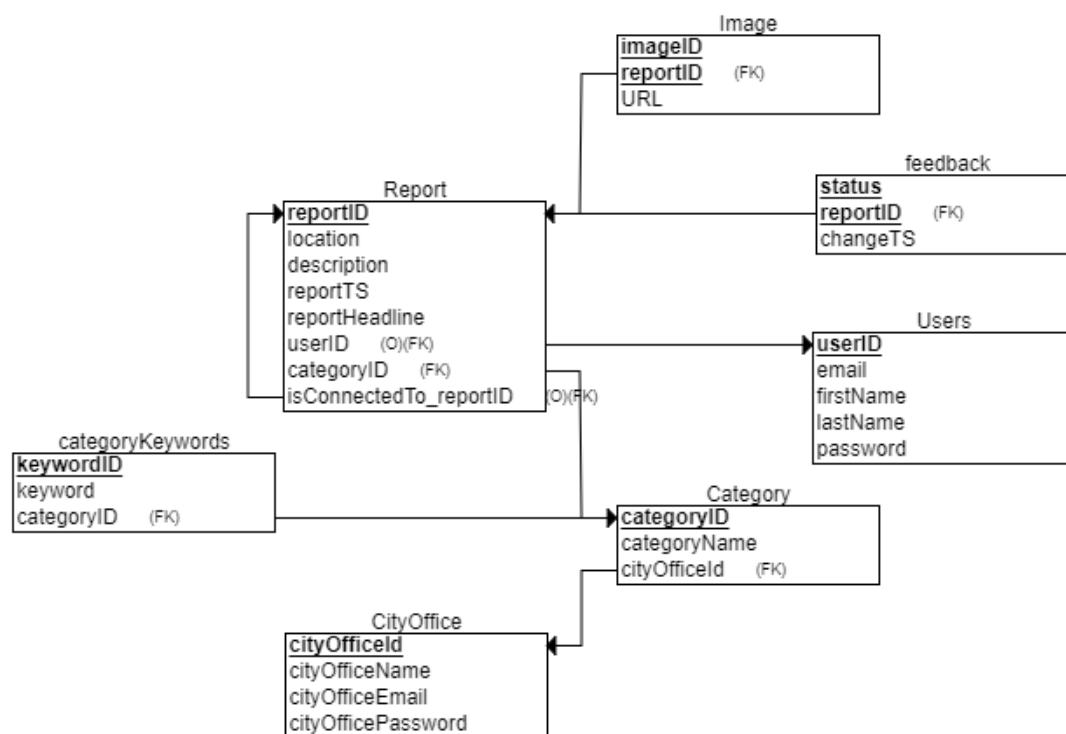 Image
imageID
reportID (FK)
URL
feedback
status
reportID (FK)
changeTS
Report
reportID
location
description
reportTS
reportHeadline
userID (O)(FK)
categoryID (FK)
isConnectedTo_reportID (O)(FK)
Users
userID
email
firstName
lastName
password
categoryKeywords
keywordID
keyword
categoryID (FK)
Category
categoryID
categoryName
cityOfficeId (FK)
CityOffice
cityOfficeId
cityOfficeName
cityOfficeEmail
cityOfficePassword